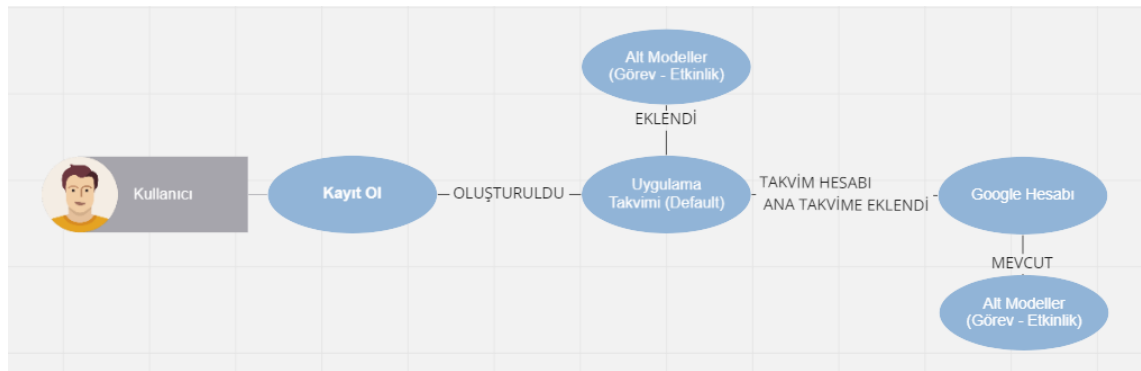 Alt Modeller
(Görev - Etkinlik)
EKLENDİ
Kullanıcı
Kayıt Ol
OLUŞTURULDU
Uygulama
Takvimi (Default)
TAKVİM HESABI
ANA TAKVİME EKLENDİ
Google Hesabı
MEVCUT
Alt Modeller
(Görev - Etkinlik)